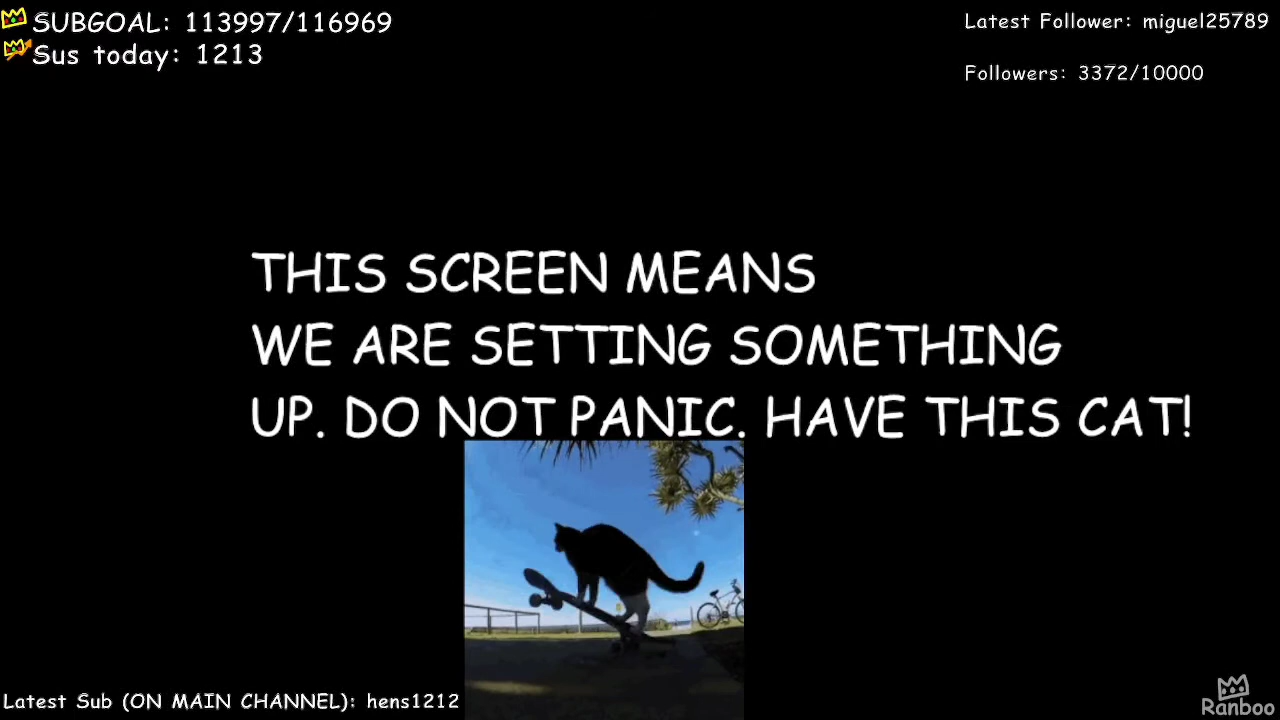 SUBGOAL: 113997/116969
Sus today: 1213
Latest Follower: miguel25789
Followers: 3372/10000
THIS SCREEN MEANS
WE ARE SETTING SOMETHING
UP. DO NOT PANIC. HAVE THIS CAT!
Latest Sub (ON MAIN CHANNEL): hens1212
Ranboo